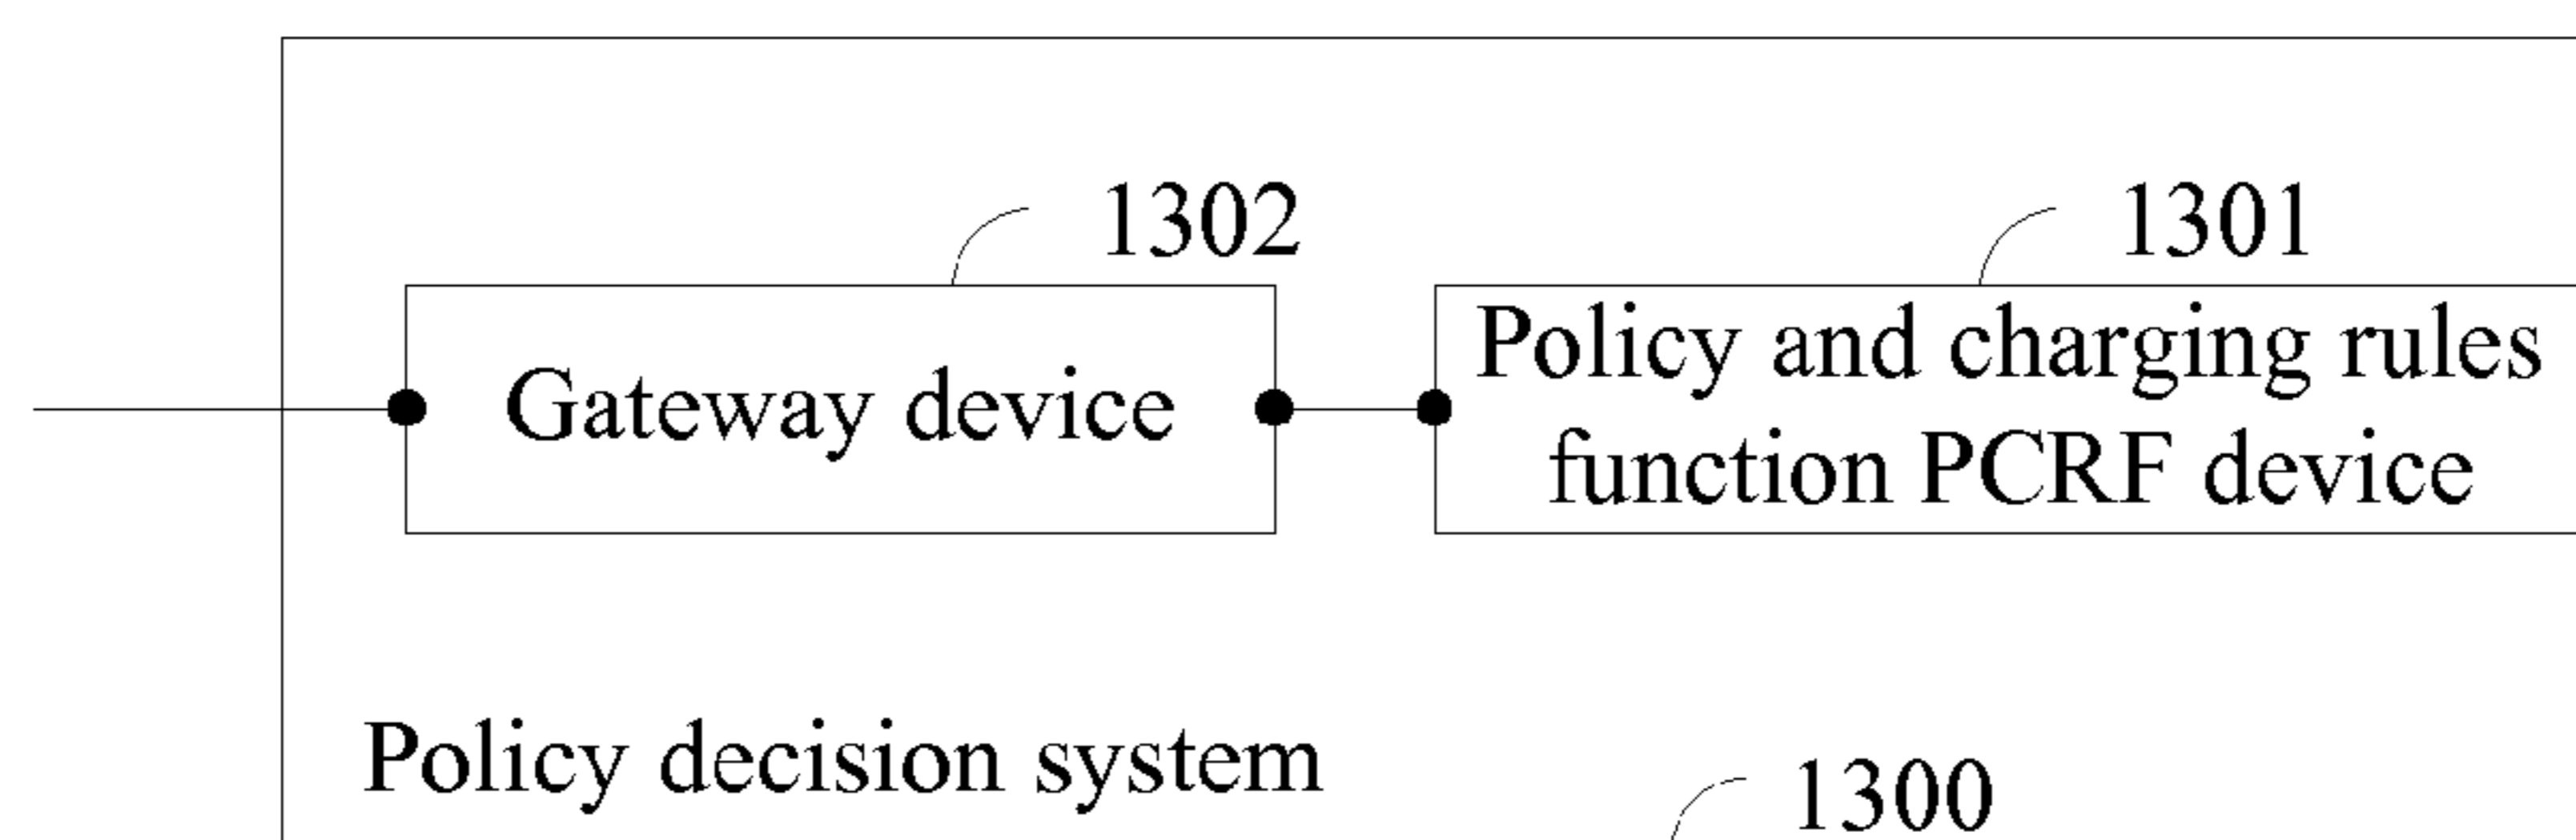 1302
1301
Gateway device
Policy and charging rules
function PCRF device
Policy decision system
1300